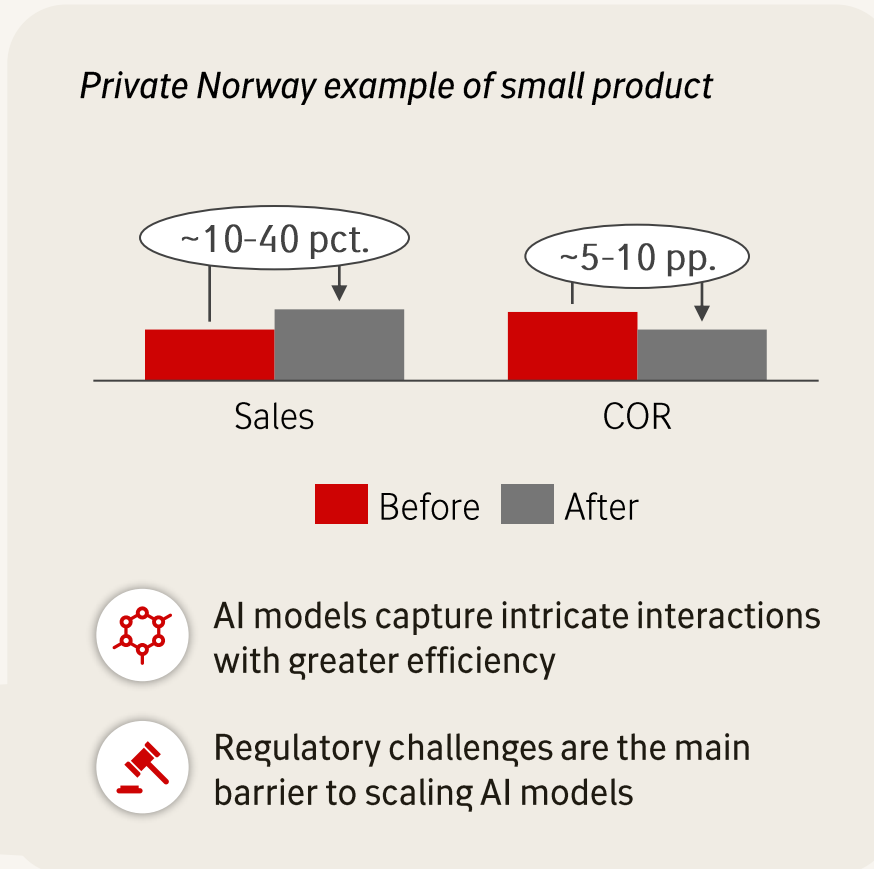 Private Norway example of small product
~10-40 pct.
~5-10 pp.
Sales
COR
Before
After
AI models capture intricate interactions
with greater efficiency
Regulatory challenges are the main
barrier to scaling AI models